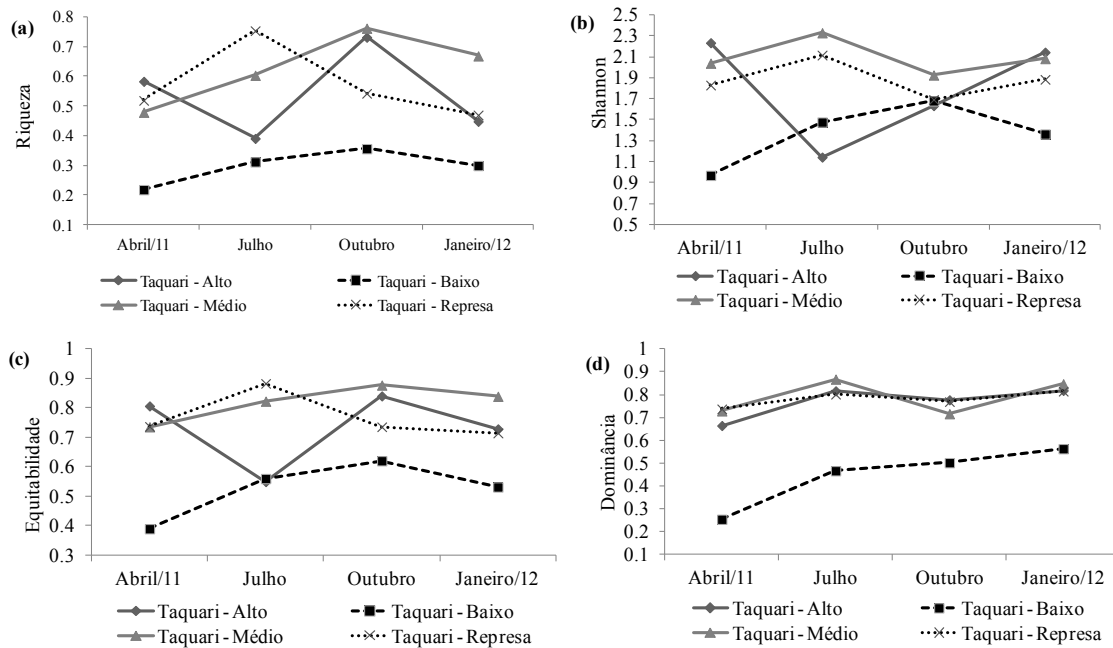 (a)
Riqueza
0.8
0.7
0.6
0.5
0.4
0.3
0.2
0.1
Abril/11 Julho Outubro Janeiro/12
Taquari - Alto Taquari - Baixo
Taquari - Médio Taquari - Represa
(b)
Shannon
2.5
2.3
2.1
1.9
1.7
1.5
1.3
1.1
0.9
0.7
0.5
Abril/11 Julho Outubro Janeiro/12
Taquari - Alto Taquari - Baixo
Taquari - Médio Taquari - Represa
(c)
Equitabilidade
1
0.9
0.8
0.7
0.6
0.5
0.4
0.3
Abril/11 Julho Outubro Janeiro/12
Taquari - Alto Taquari - Baixo
Taquari - Médio Taquari - Represa
(d)
Dominância
1
0.9
0.8
0.7
0.6
0.5
0.4
0.3
0.2
0.1
Abril/11 Julho Outubro Janeiro/12
Taquari - Alto Taquari - Baixo
Taquari - Médio Taquari - Represa